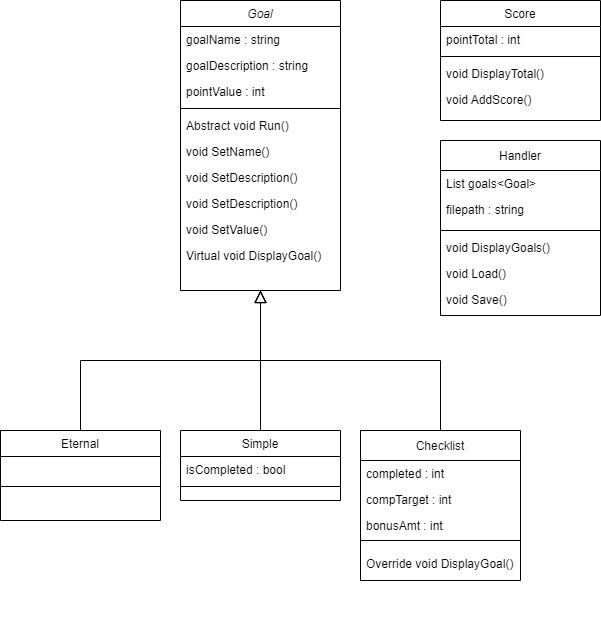 Goal
goalName : string
goalDescription : string
pointValue : int
Abstract void Run()
void SetName()
void SetDescription()
void SetDescription()
void SetValue()
Virtual void DisplayGoal()
Score
pointTotal : int
void DisplayTotal()
void AddScore()
Handler
List goals<Goal>
filepath : string
void DisplayGoals()
void Load()
void Save()
Eternal
Simple
isCompleted : bool
Checklist
completed : int
compTarget : int
bonusAmt : int
Override void DisplayGoal()